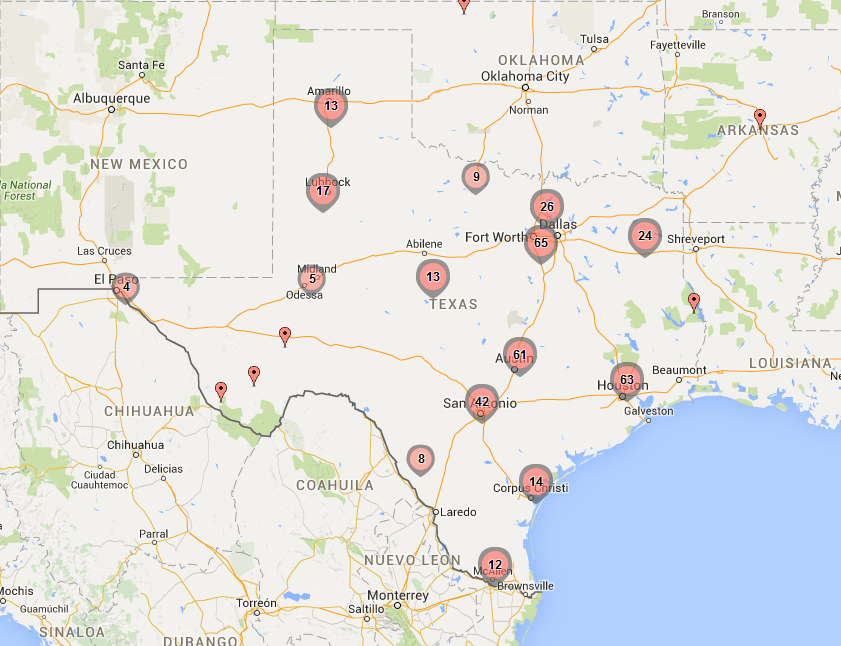 Branson
Tulsa
Fayetteville
OKLAHOMA
Santa Fe
Oklahoma City
Amarillo
Albuquerque
13
Norman
ARKANSAS
NEW MEXICO
9
Lubbock
17
la National
Forest
26
Dallas
Fort Worth
65
24
Shreveport
Abilene
Las Cruces
Midland
5
13
El Paso
4
Odessa
TEXAS
61
Austin
LOUISIANA
Beaumont
63
Houston
42
San Antonio
CHIHUAHUA
Galveston
Ne
Chihuahua
8
Delicias
Ciudad
Cuauhtemoc
COAHUILA
14
Corpus Christi
Laredo
Parral
NUEVO LEON
12
McAllen
Brownsville
Mochis
Monterrey
Torreón
Guamúchil
Saltillo
SINALOA
DURANGO